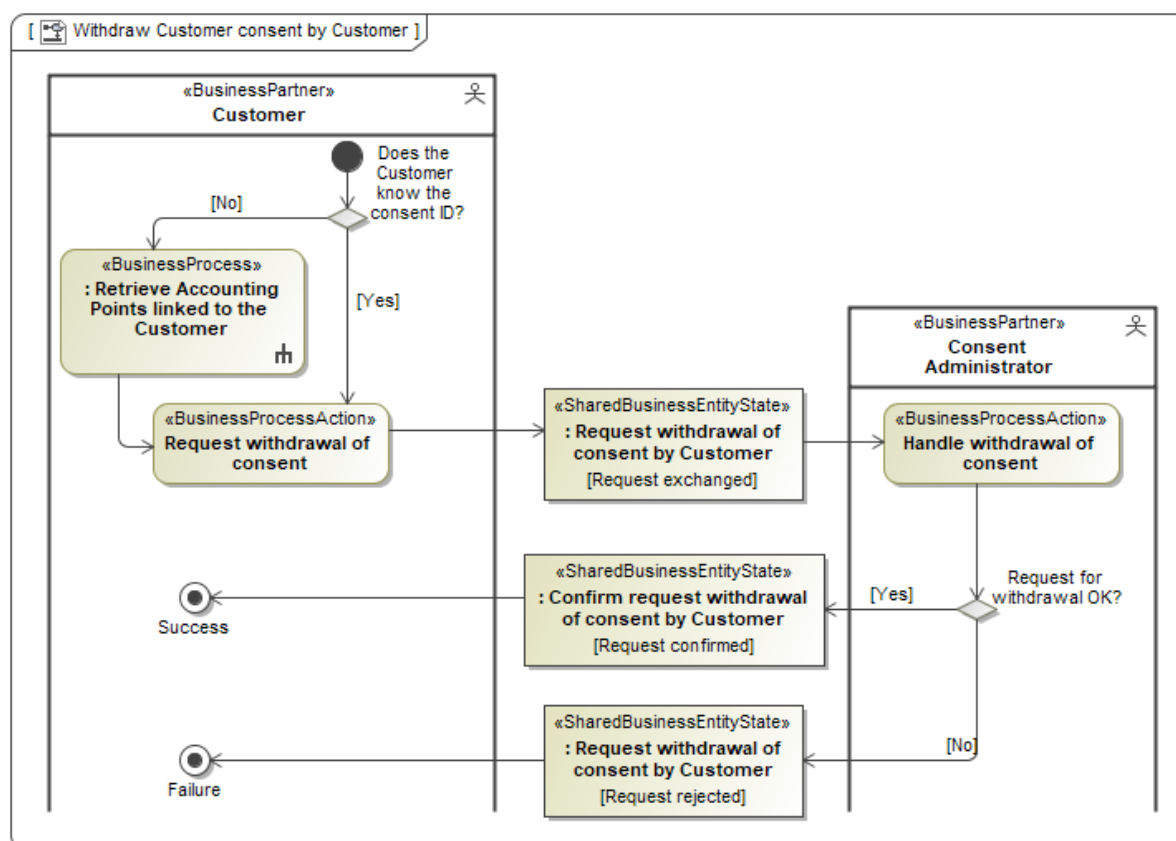 [ Withdraw Customer consent by Customer ]
«BusinessPartner»
Customer
Does the
Customer
know the
consent ID?
[No]
«BusinessProcess»
: Retrieve Accounting
Points linked to the
Customer
[Yes]
«BusinessProcessAction»
Request withdrawal of
consent
«SharedBusinessEntityState»
: Request withdrawal of
consent by Customer
[Request exchanged]
«BusinessPartner»
Consent
Administrator
«BusinessProcessAction»
Handle withdrawal of
consent
Request for
withdrawal OK?
[Yes]
«SharedBusinessEntityState»
: Confirm request withdrawal
of consent by Customer
[Request confirmed]
Success
[No]
«SharedBusinessEntityState»
: Request withdrawal of
consent by Customer
[Request rejected]
Failure